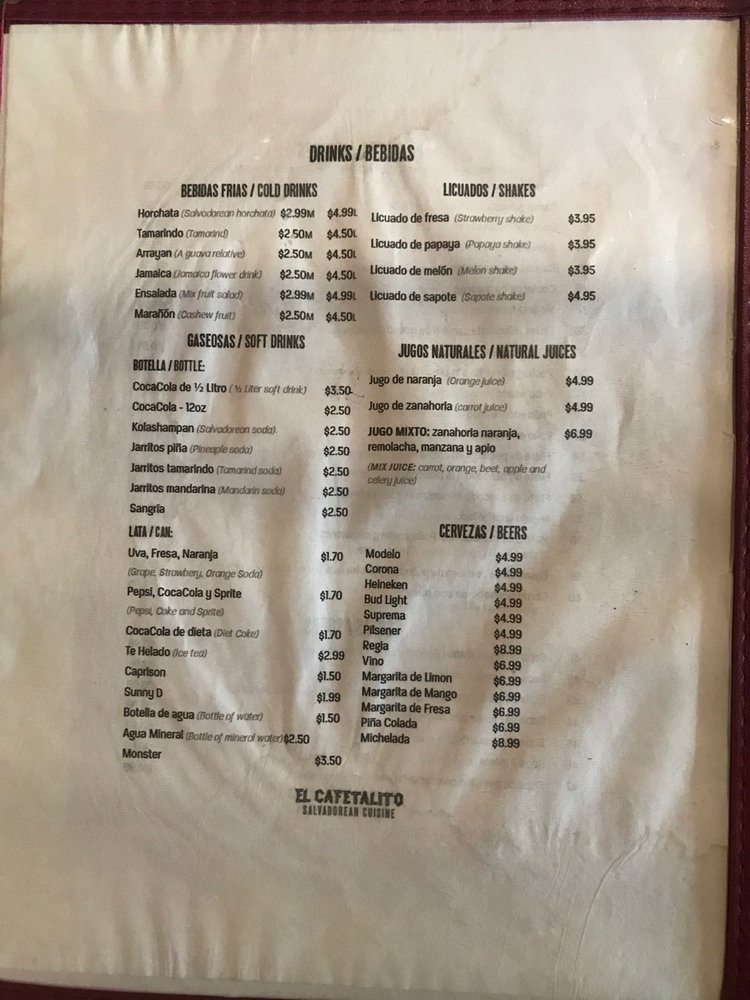 DRINKS / BEBIDAS
BEBIDAS FRIAS / COLD DRINKS
Horchata (Salvadorean horchata) $2.99M $4.99L
Tamarindo (Tamarind) $2.50M $4.50L
Arrayan (A guava relative) $2.50M $4.50L
Jamaica (Jamaica flower drink) $2.50M $4.50L
Ensalada (Mix fruit salad) $2.99M $4.99L
Marañón (Cashew fruit) $2.50M $4.50L
GASEOSAS / SOFT DRINKS
BOTELLA / BOTTLE:
CocaCola de ½ Litro ( ½ Liter soft drink) $3.50
CocaCola - 12oz $2.50
Kolashampan (Salvadorean soda) $2.50
Jarritos piña (Pineaple soda) $2.50
Jarritos tamarindo (Tamarind soda) $2.50
Jarritos mandarina (Mandarin soda) $2.50
Sangría $2.50
LATA / CAN:
Uva, Fresa, Naranja $1.70
(Grape, Strawbery, Orange Soda)
Pepsi, CocaCola y Sprite $1.70
(Pepsi, Coke and Sprite)
CocaCola de dieta (Diet Coke) $1.70
Te Helado (Ice tea) $2.99
Caprison $1.50
Sunny D $1.99
Botella de agua (Bottle of water) $1.50
Agua Mineral (Bottle of mineral water) $2.50
Monster $3.50
LICUADOS / SHAKES
Licuado de fresa (Strawberry shake) $3.95
Licuado de papaya (Papaya shake) $3.95
Licuado de melón (Melon shake) $3.95
Licuado de sapote (Sapote shake) $4.95
JUGOS NATURALES / NATURAL JUICES
Jugo de naranja (Orange juice) $4.99
Jugo de zanahoria (carrot juice) $4.99
JUGO MIXTO: zanahoria naranja, $6.99
remolacha, manzana y apio
(MIX JUICE: carrot, orange, beet, apple and
celery juice)
CERVEZAS / BEERS
Modelo $4.99
Corona $4.99
Heineken $4.99
Bud Light $4.99
Suprema $4.99
Pilsener $4.99
Regia $8.99
Vino $6.99
Margarita de Limon $6.99
Margarita de Mango $6.99
Margarita de Fresa $6.99
Piña Colada $6.99
Michelada $8.99
EL CAFETALITO
SALVADOREAN CUISINE